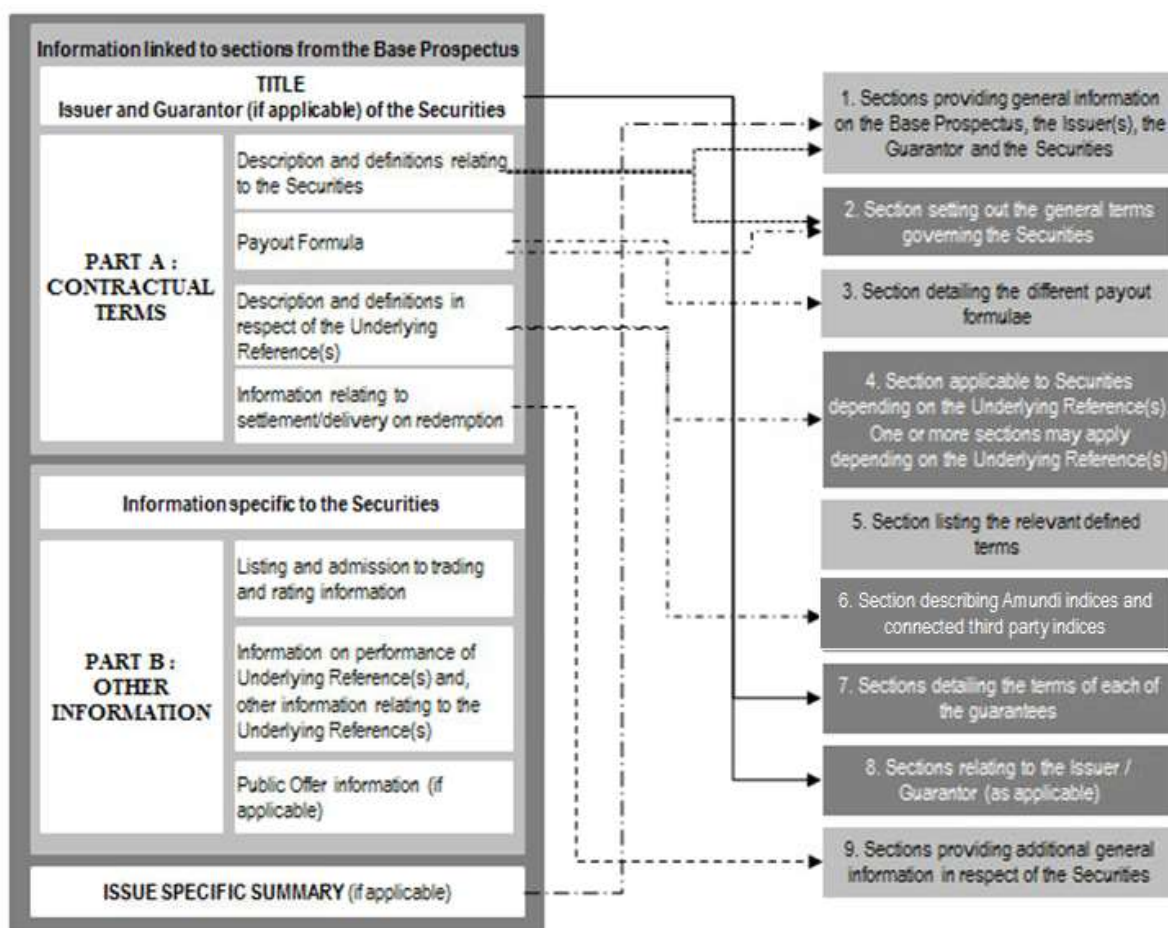 Information linked to sections from the Base Prospectus
TITLE
Issuer and Guarantor (if applicable) of the Securities
PART A :
CONTRACTUAL
TERMS
Description and definitions relating
to the Securities
Payout Formula
Description and definitions in
respect of the Underlying
Reference(s)
Information relating to
settlement/delivery on redemption
Information specific to the Securities
PART B :
OTHER
INFORMATION
Listing and admission to trading
and rating information
Information on performance of
Underlying Reference(s) and,
other information relating to the
Underlying Reference(s)
Public Offer information (if
applicable)
ISSUE SPECIFIC SUMMARY (if applicable)
1. Sections providing general information
on the Base Prospectus, the Issuer(s), the
Guarantor and the Securities
2. Section setting out the general terms
governing the Securities
3. Section detailing the different payout
formulae
4. Section applicable to Securities
depending on the Underlying Reference(s)
One or more sections may apply
depending on the Underlying Reference(s)
5. Section listing the relevant defined
terms
6. Section describing Amundi indices and
connected third party indices
7. Sections detailing the terms of each of
the guarantees
8. Sections relating to the Issuer /
Guarantor (as applicable)
9. Sections providing additional general
information in respect of the Securities